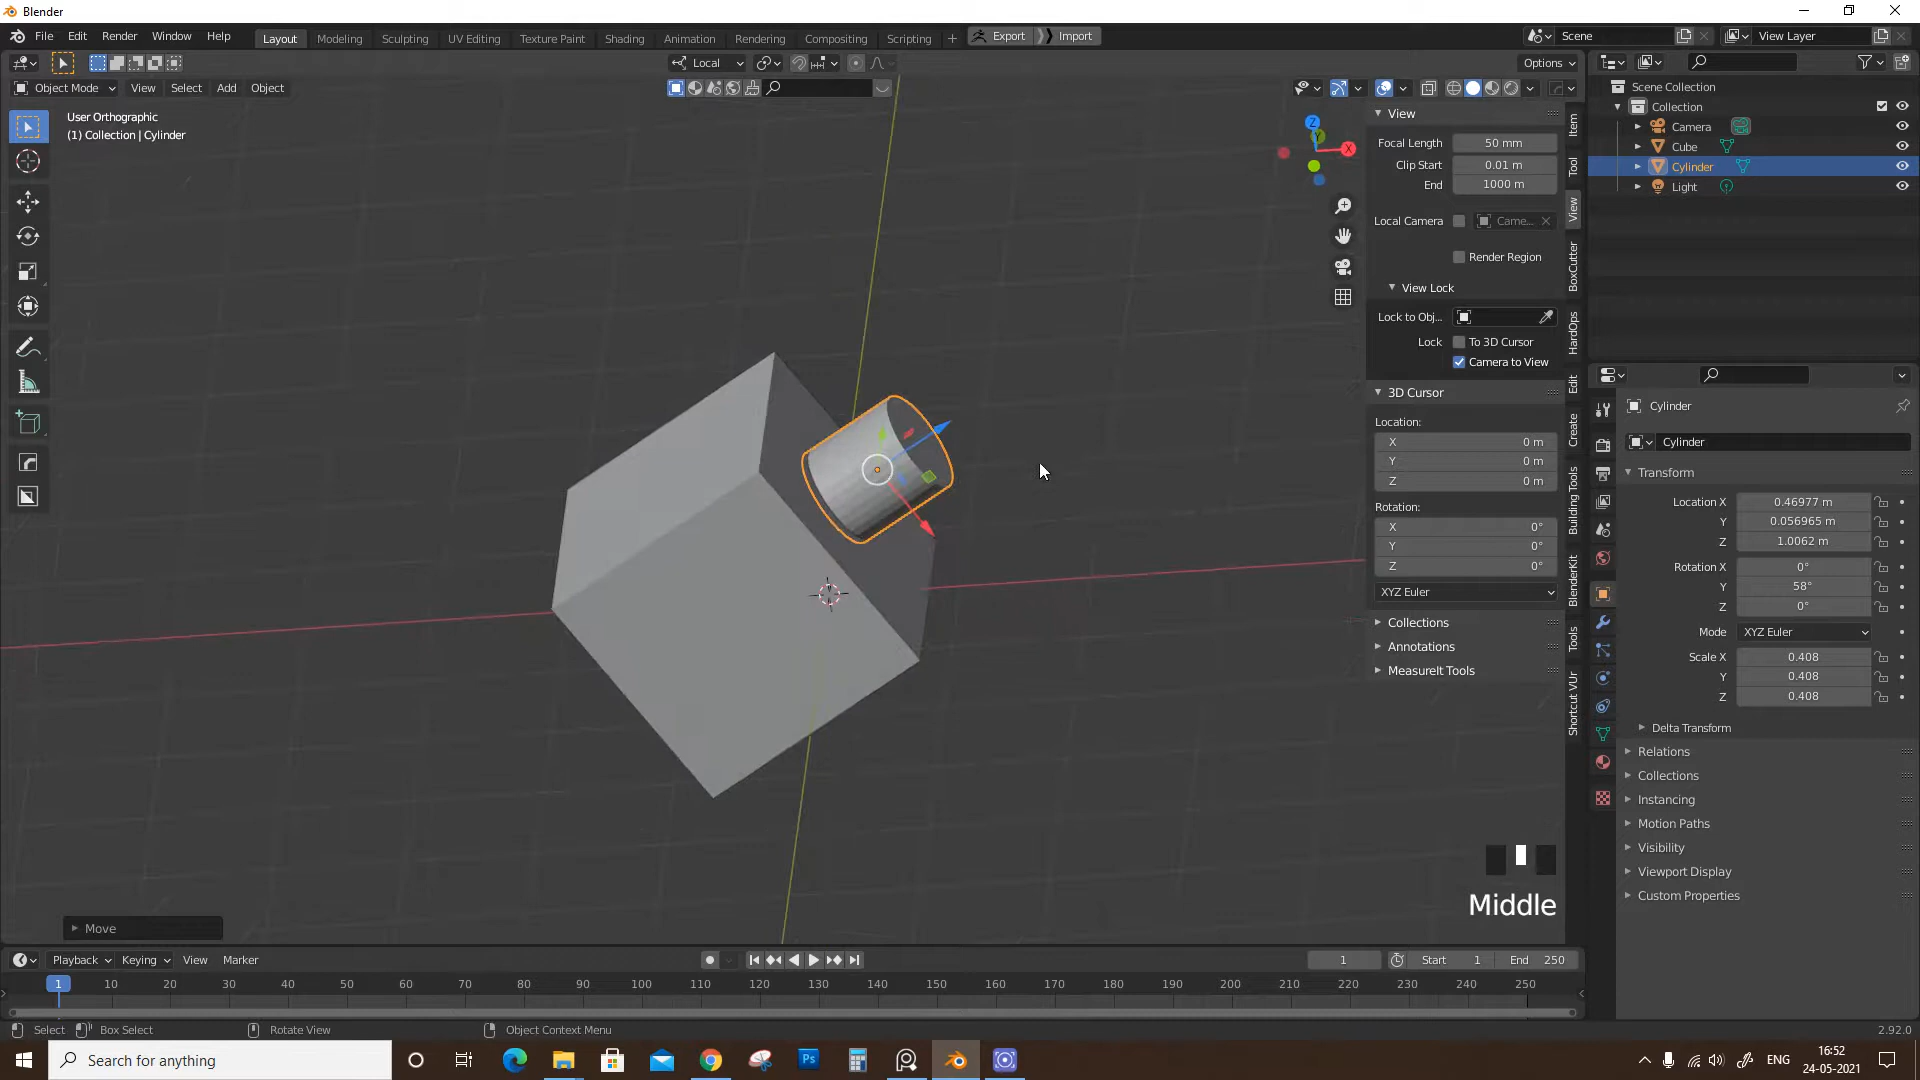 Blender
File Edit Render Window Help
Layout Modeling Sculpting UV Editing Texture Paint Shading Animation Rendering Compositing Scripting + Export Import
Scene View Layer
Local Options
Object Mode View Select Add Object
User Orthographic
(1) Collection | Cylinder
Z Y X
View
Focal Length 50 mm
Clip Start 0.01 m
End 1000 m
Local Camera Came...
Render Region
View Lock
Lock to Obj...
Lock To 3D Cursor
Camera to View
3D Cursor
Location:
X 0 m
Y 0 m
Z 0 m
Rotation:
X 0°
Y 0°
Z 0°
XYZ Euler
Collections
Annotations
MeasureIt Tools
Item
Tool
View
BoxCutter
HardOps
Edit
Create
Building Tools
BlenderKit
Tools
Shortcut VUr
Scene Collection
Collection
Camera
Cube
Cylinder
Light
Cylinder
Cylinder
Transform
Location X 0.46977 m
Y 0.056965 m
Z 1.0062 m
Rotation X 0°
Y 58°
Z 0°
Mode XYZ Euler
Scale X 0.408
Y 0.408
Z 0.408
Delta Transform
Relations
Collections
Instancing
Motion Paths
Visibility
Viewport Display
Custom Properties
Middle
Move
Playback Keying View Marker 1 Start 1 End 250
1 10 20 30 40 50 60 70 80 90 100 110 120 130 140 150 160 170 180 190 200 210 220 230 240 250
Select Box Select Rotate View Object Context Menu 2.92.0
Search for anything Ps ENG 16:52
24-05-2021